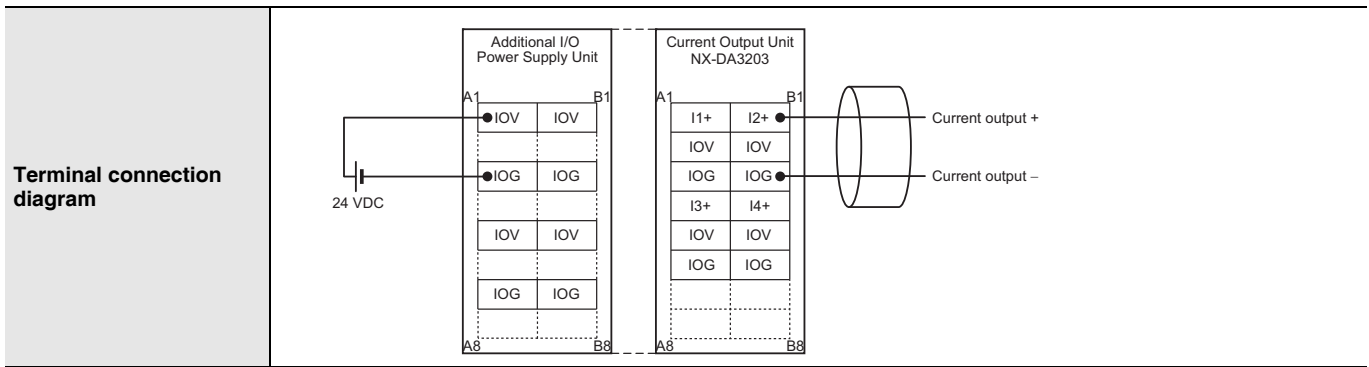 Terminal connection
diagram
Additional I/O
Power Supply Unit
A1
B1
IOV IOV
IOG IOG
IOV IOV
IOG IOG
A8
B8
24 VDC
Current Output Unit
NX-DA3203
A1
B1
I1+ I2+
IOV IOV
IOG IOG
I3+ I4+
IOV IOV
IOG IOG
A8
B8
Current output +
Current output –